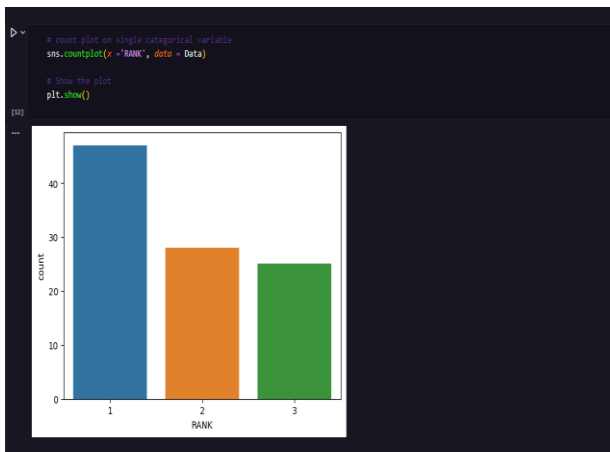 # count plot on single categorical variable
sns.countplot(x ='RANK', data = Data)
# Show the plot
plt.show()
[12]
...
40
30
20
10
0
count
1 2 3
RANK